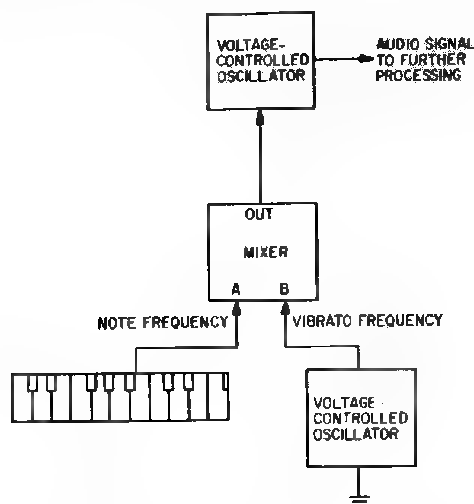 VOLTAGE-
CONTROLLED
OSCILLATOR
AUDIO SIGNAL
TO FURTHER
PROCESSING
OUT
MIXER
A B
NOTE FREQUENCY
VIBRATO FREQUENCY
VOLTAGE-
CONTROLLED
OSCILLATOR